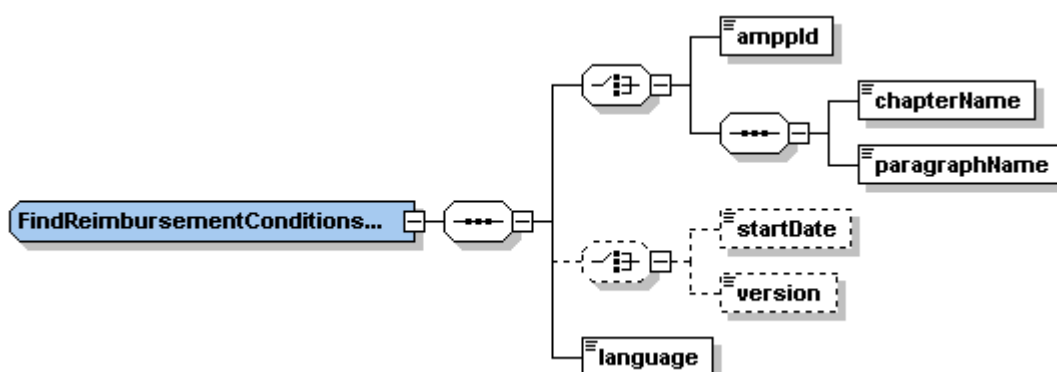 amppId
chapterName
paragraphName
FindReimbursementConditions...
startDate
version
language